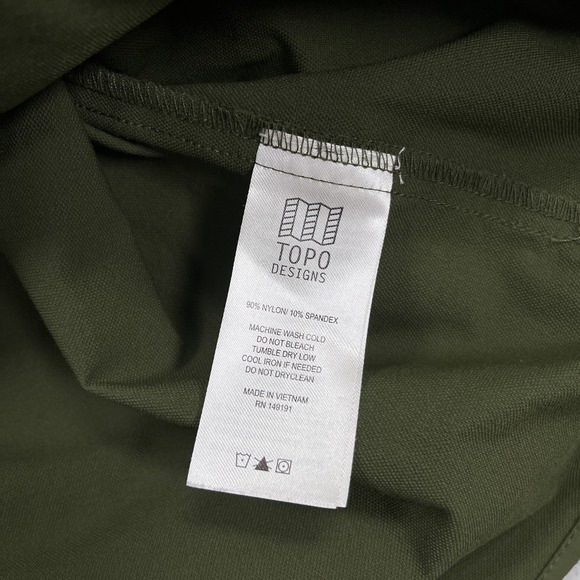 TOPO
DESIGNS
90% NYLON/ 10% SPANDEX
MACHINE WASH COLD
DO NOT BLEACH
TUMBLE DRY LOW
COOL IRON IF NEEDED
DO NOT DRYCLEAN
MADE IN VIETNAM
RN 149191